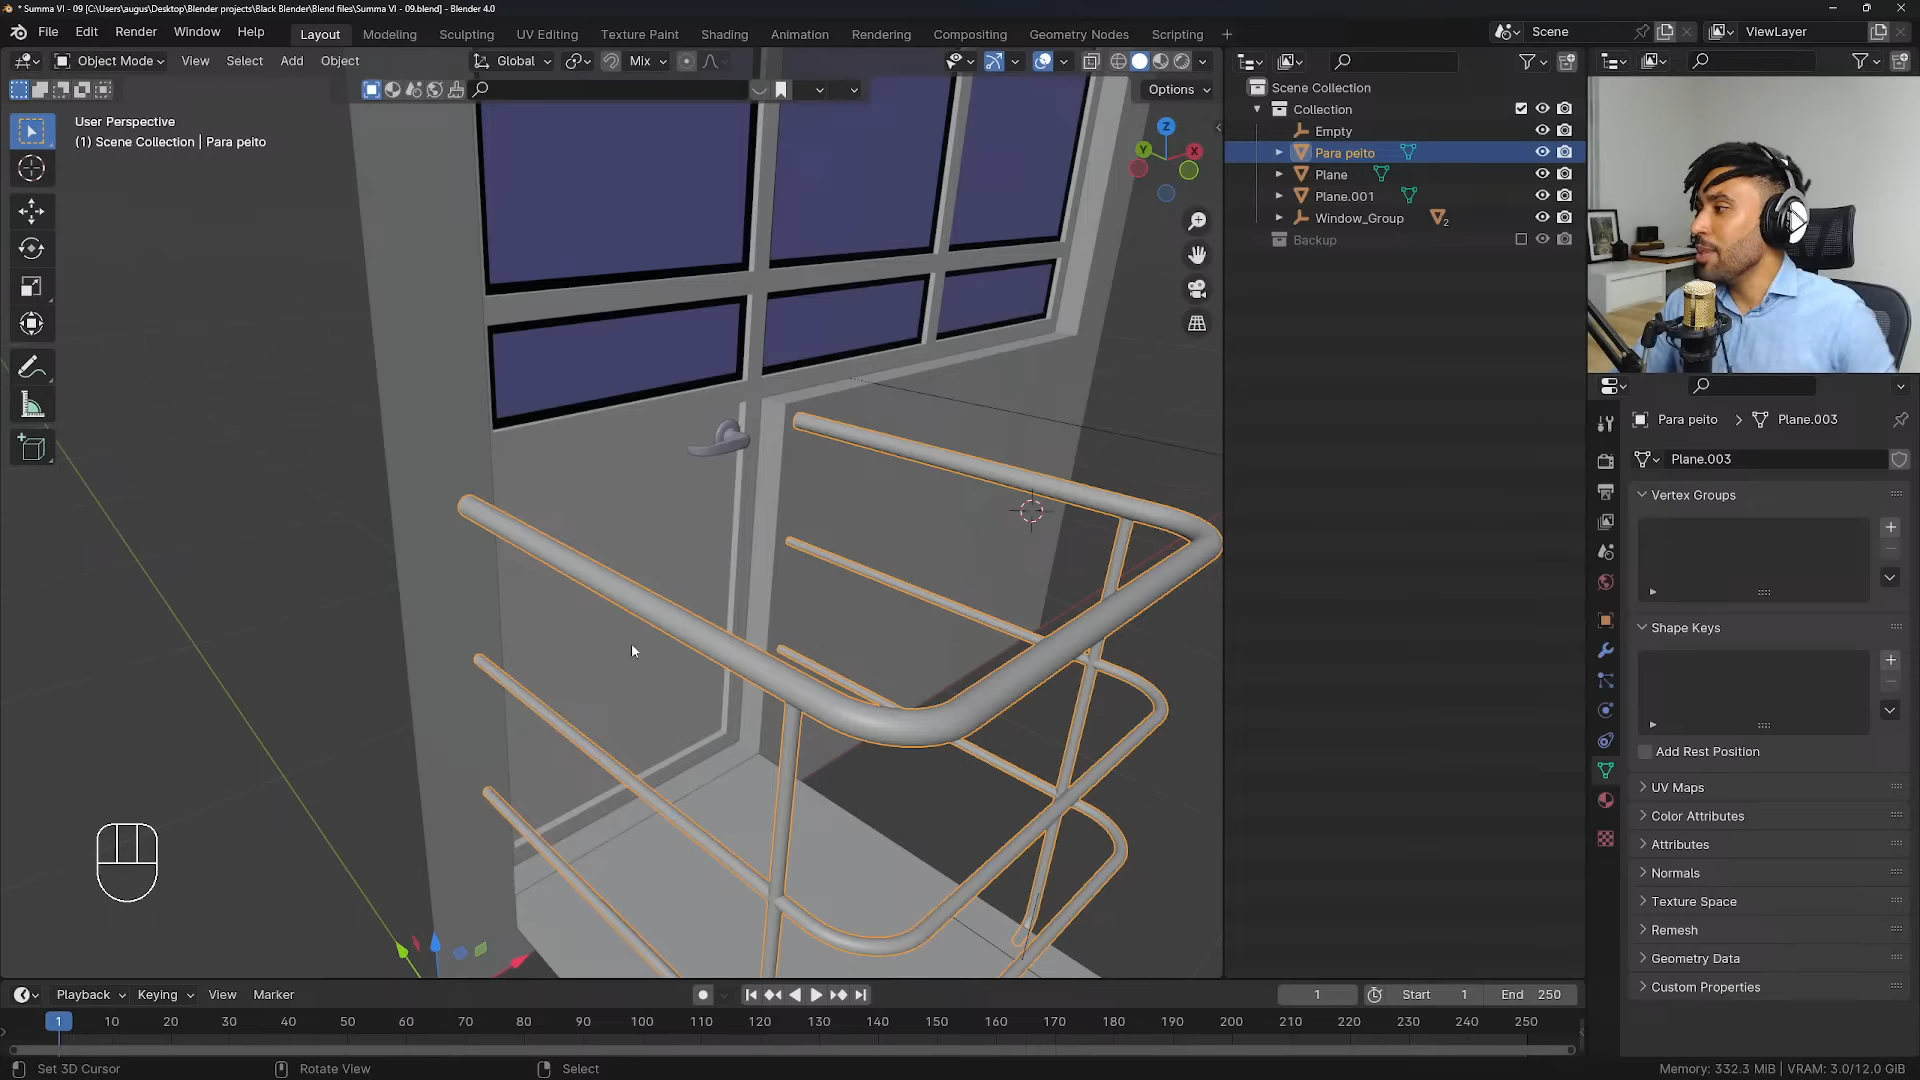 * Summa VI - 09 [C:\Users\augus\Desktop\Blender projects\Black Blender\Blend files\Summa VI - 09.blend] - Blender 4.0
File Edit Render Window Help
Layout Modeling Sculpting UV Editing Texture Paint Shading Animation Rendering Compositing Geometry Nodes Scripting +
Scene
ViewLayer
Object Mode View Select Add Object
Global
Mix
Options
User Perspective
(1) Scene Collection | Para peito
Z
Y
X
Scene Collection
Collection
Empty
Para peito
Plane
Plane.001
Window_Group
2
Backup
Para peito > Plane.003
Plane.003
Vertex Groups
Shape Keys
Add Rest Position
UV Maps
Color Attributes
Attributes
Normals
Texture Space
Remesh
Geometry Data
Custom Properties
Playback Keying View Marker
1
Start 1
End 250
1 10 20 30 40 50 60 70 80 90 100 110 120 130 140 150 160 170 180 190 200 210 220 230 240 250
Set 3D Cursor
Rotate View
Select
Memory: 332.3 MiB | VRAM: 3.0/12.0 GiB